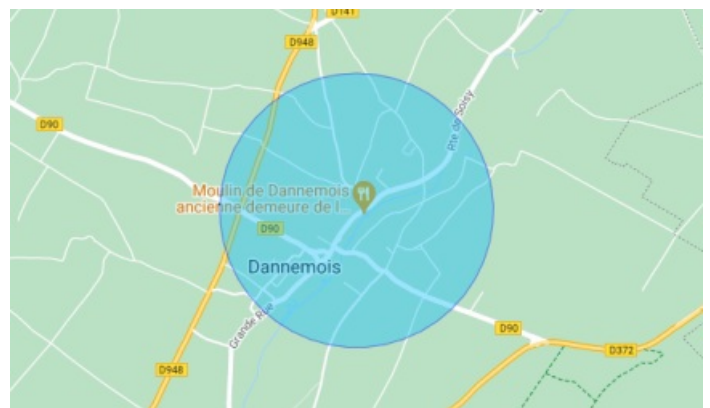 D141
D948
D90
Rte de Soisy
Moulin de Dannemois
ancienne demeure de l...
D90
Dannemois
Grande Rue
D90
D372
D948